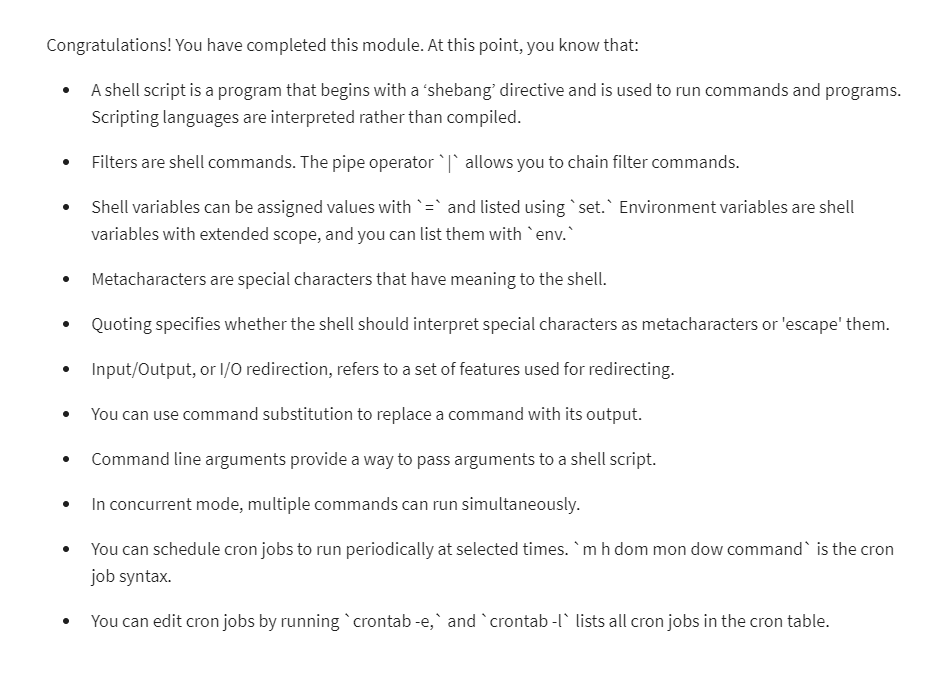 Congratulations! You have completed this module. At this point, you know that:
• A shell script is a program that begins with a ‘shebang’ directive and is used to run commands and programs.
Scripting languages are interpreted rather than compiled.
• Filters are shell commands. The pipe operator `|` allows you to chain filter commands.
• Shell variables can be assigned values with `=` and listed using `set.` Environment variables are shell
variables with extended scope, and you can list them with `env.`
• Metacharacters are special characters that have meaning to the shell.
• Quoting specifies whether the shell should interpret special characters as metacharacters or 'escape' them.
• Input/Output, or I/O redirection, refers to a set of features used for redirecting.
• You can use command substitution to replace a command with its output.
• Command line arguments provide a way to pass arguments to a shell script.
• In concurrent mode, multiple commands can run simultaneously.
• You can schedule cron jobs to run periodically at selected times. `m h dom mon dow command` is the cron
job syntax.
• You can edit cron jobs by running `crontab -e,` and `crontab -l` lists all cron jobs in the cron table.